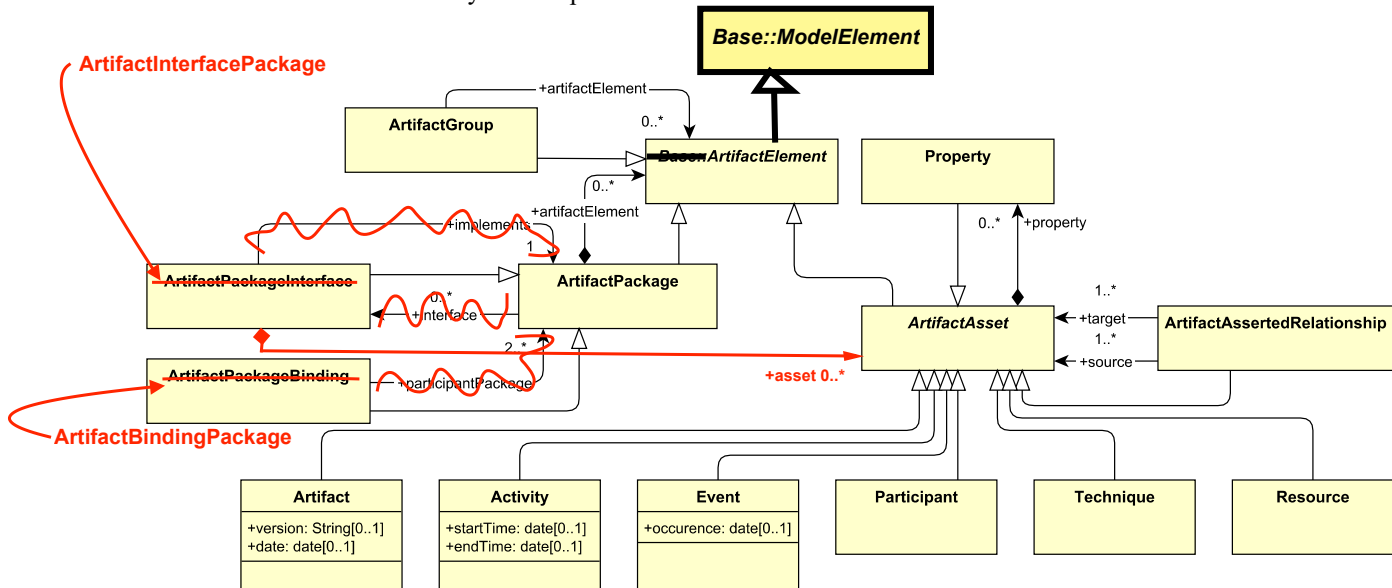 Base::ModelElement
ArtifactInterfacePackage
+artifactElement
0..*
ArtifactGroup
Base::ArtifactElement
Property
0..*
+artifactElement
0..*
+property
+implements
1
ArtifactPackageInterface
ArtifactPackage
0..*
+interface
1..*
ArtifactAsset
+target
ArtifactAssertedRelationship
1..*
+source
2..*
ArtifactPackageBinding
+participantPackage
+asset 0..*
ArtifactBindingPackage
Artifact
+version: String[0..1]
+date: date[0..1]
Activity
+startTime: date[0..1]
+endTime: date[0..1]
Event
+occurence: date[0..1]
Participant
Technique
Resource